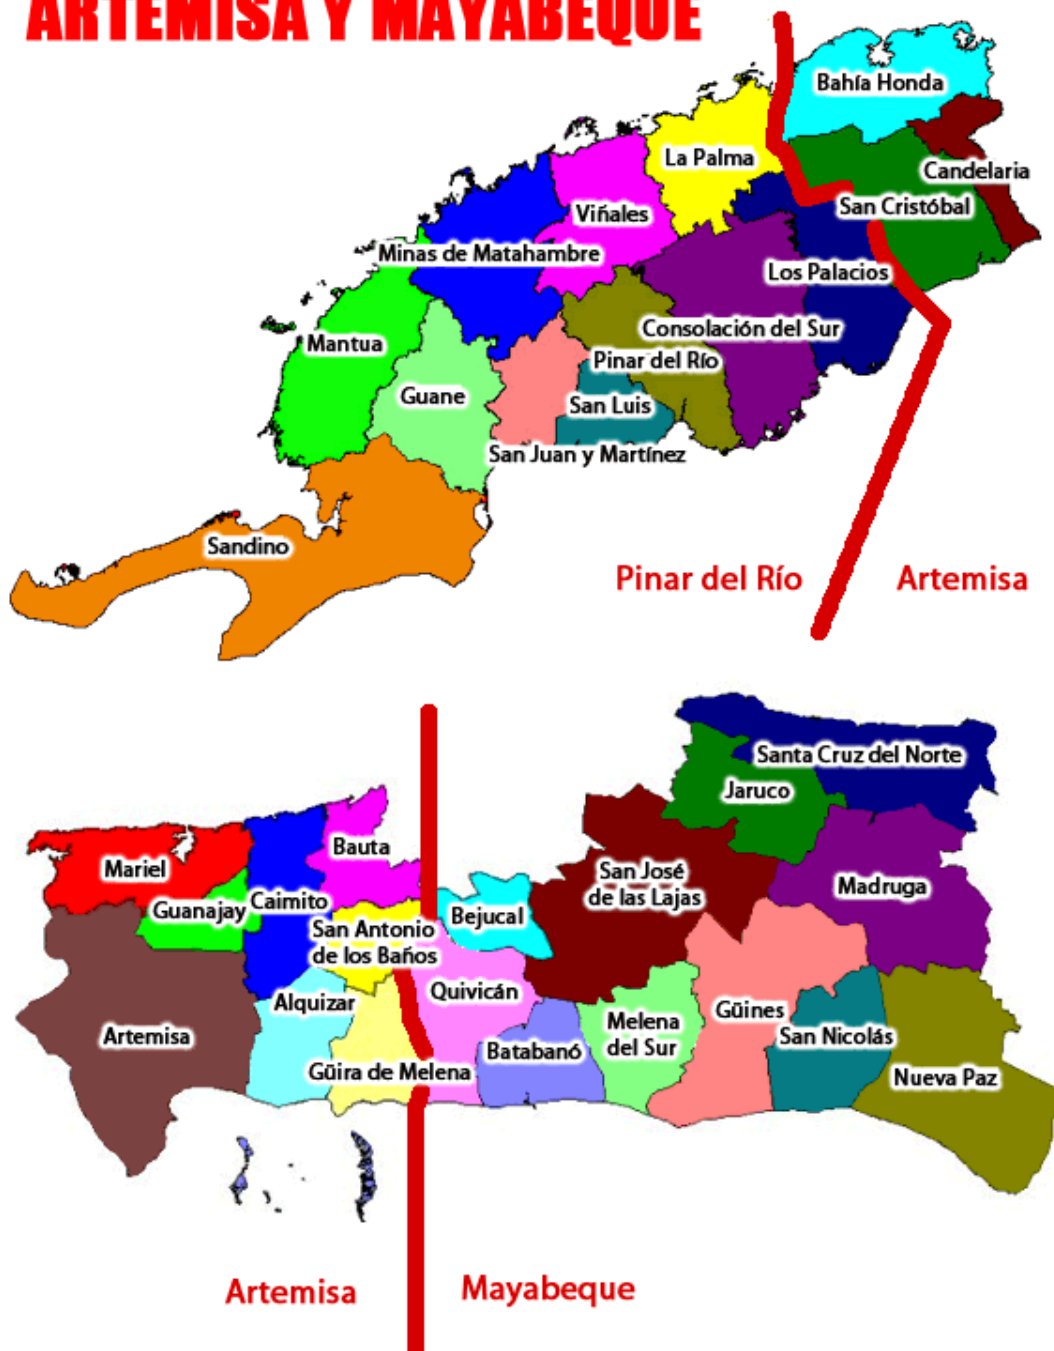 ARTEMISA Y MAYABEQUE
Bahía Honda
La Palma
Candelaria
Viñales
San Cristóbal
Minas de Matahambre
Los Palacios
Mantua
Consolación del Sur
Pinar del Río
Guane
San Luis
San Juan y Martínez
Sandino
Pinar del Río
Artemisa
Santa Cruz del Norte
Jaruco
Bauta
Mariel
San José
de las Lajas
Madruga
Guanajay
Caimito
Bejucal
San Antonio
de los Baños
Quivicán
Alquizar
Artemisa
Güines
Melena
del Sur
San Nicolás
Batabanó
Güira de Melena
Nueva Paz
Artemisa
Mayabeque